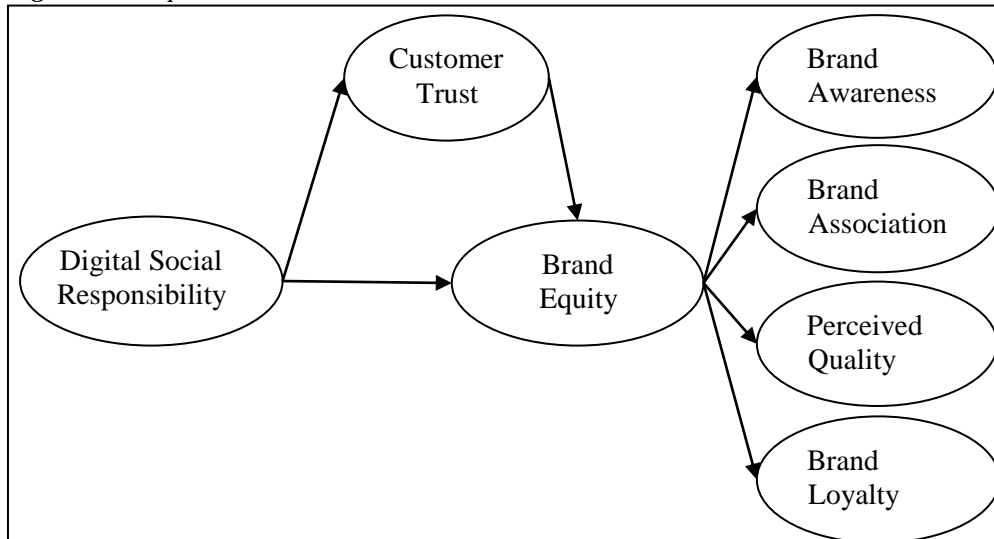 Customer
Trust
Digital Social
Responsibility
Brand
Equity
Brand
Awareness
Brand
Association
Perceived
Quality
Brand
Loyalty